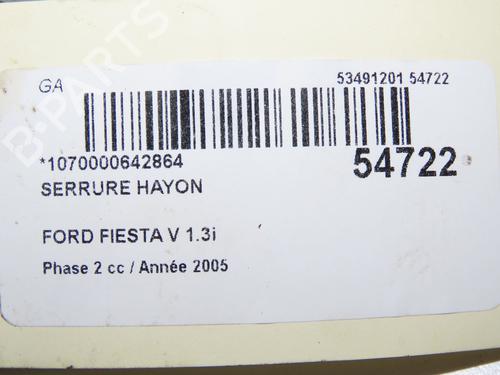 GA
53491201 54722
*1070000642864
54722
SERRURE HAYON
FORD FIESTA V 1.3i
Phase 2 cc / Année 2005
B-PARTS